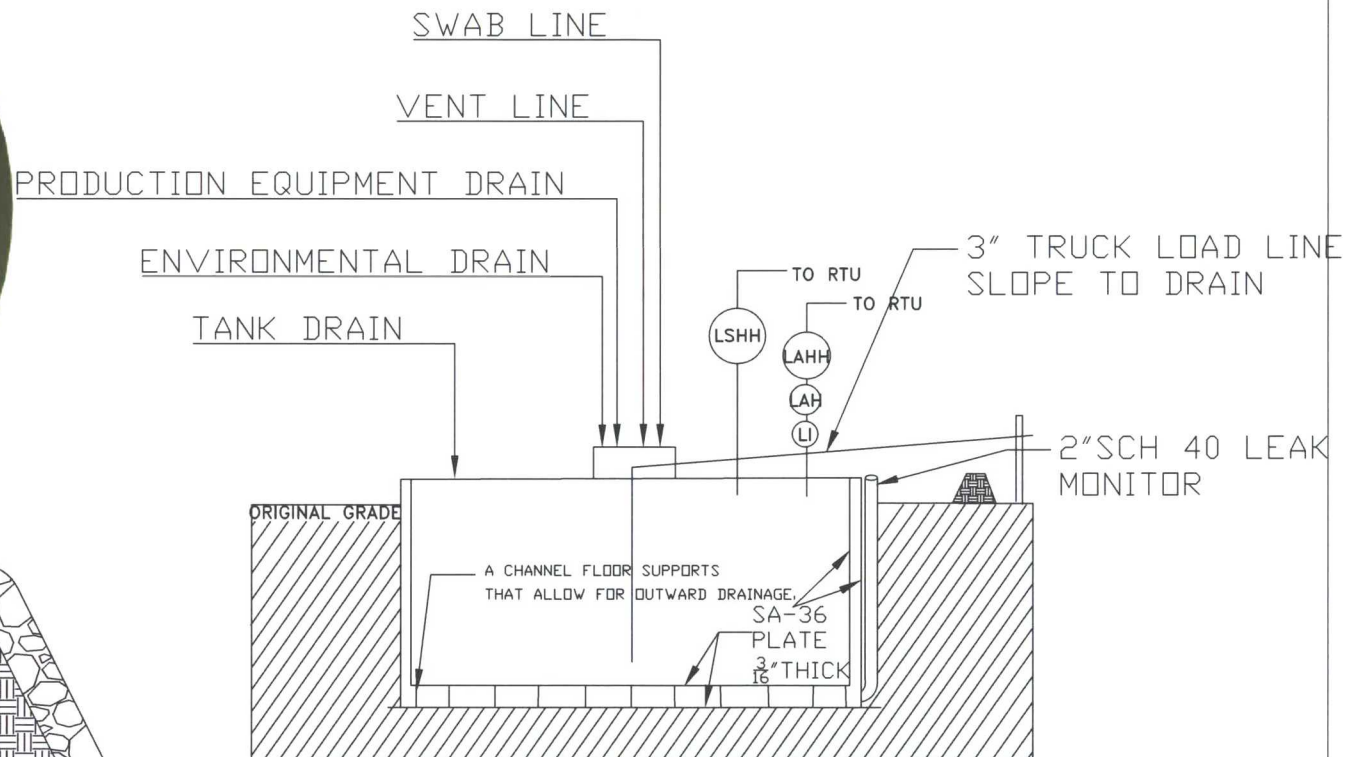 SWAB LINE
VENT LINE
PRODUCTION EQUIPMENT DRAIN
ENVIRONMENTAL DRAIN
TANK DRAIN
TO RTU
TO RTU
3" TRUCK LOAD LINE
SLOPE TO DRAIN
LSHH
LAHH
LAH
LI
2"SCH 40 LEAK
MONITOR
ORIGINAL GRADE
A CHANNEL FLOOR SUPPORTS
THAT ALLOW FOR OUTWARD DRAINAGE.
SA-36
PLATE
3/16"THICK